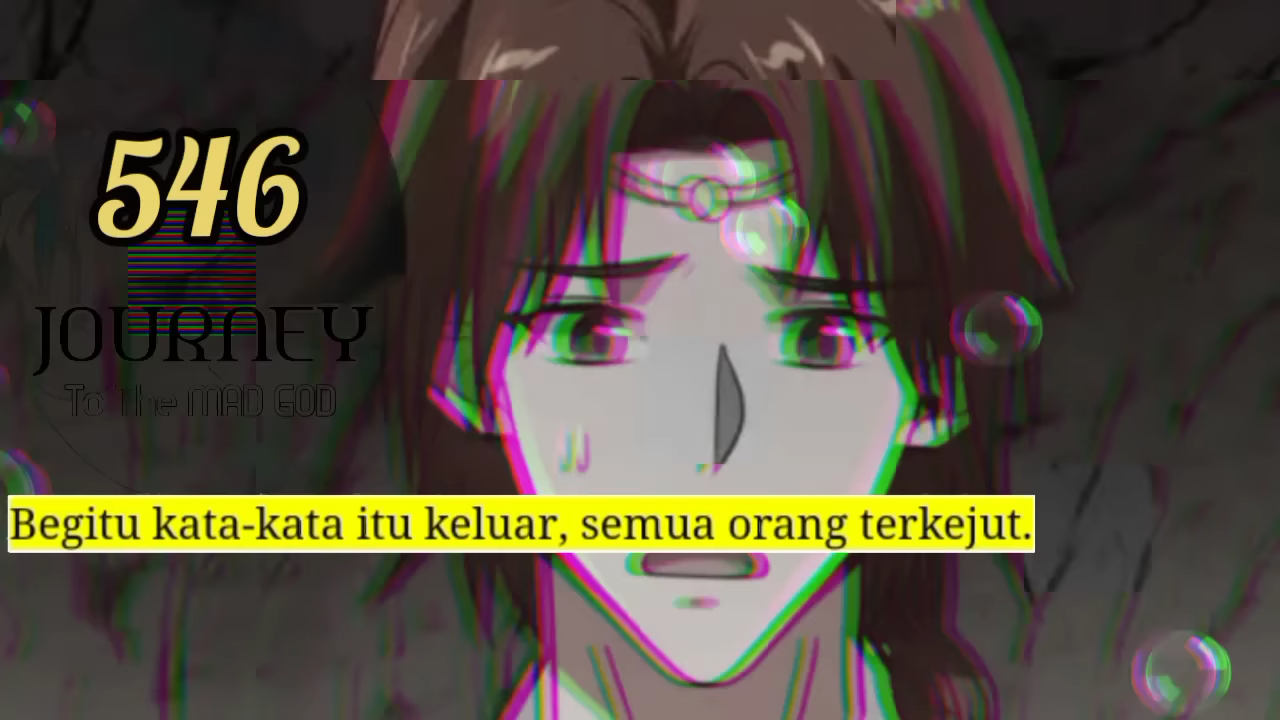 546
JOURNEY
To The MAD GOD
Begitu kata-kata itu keluar, semua orang terkejut.